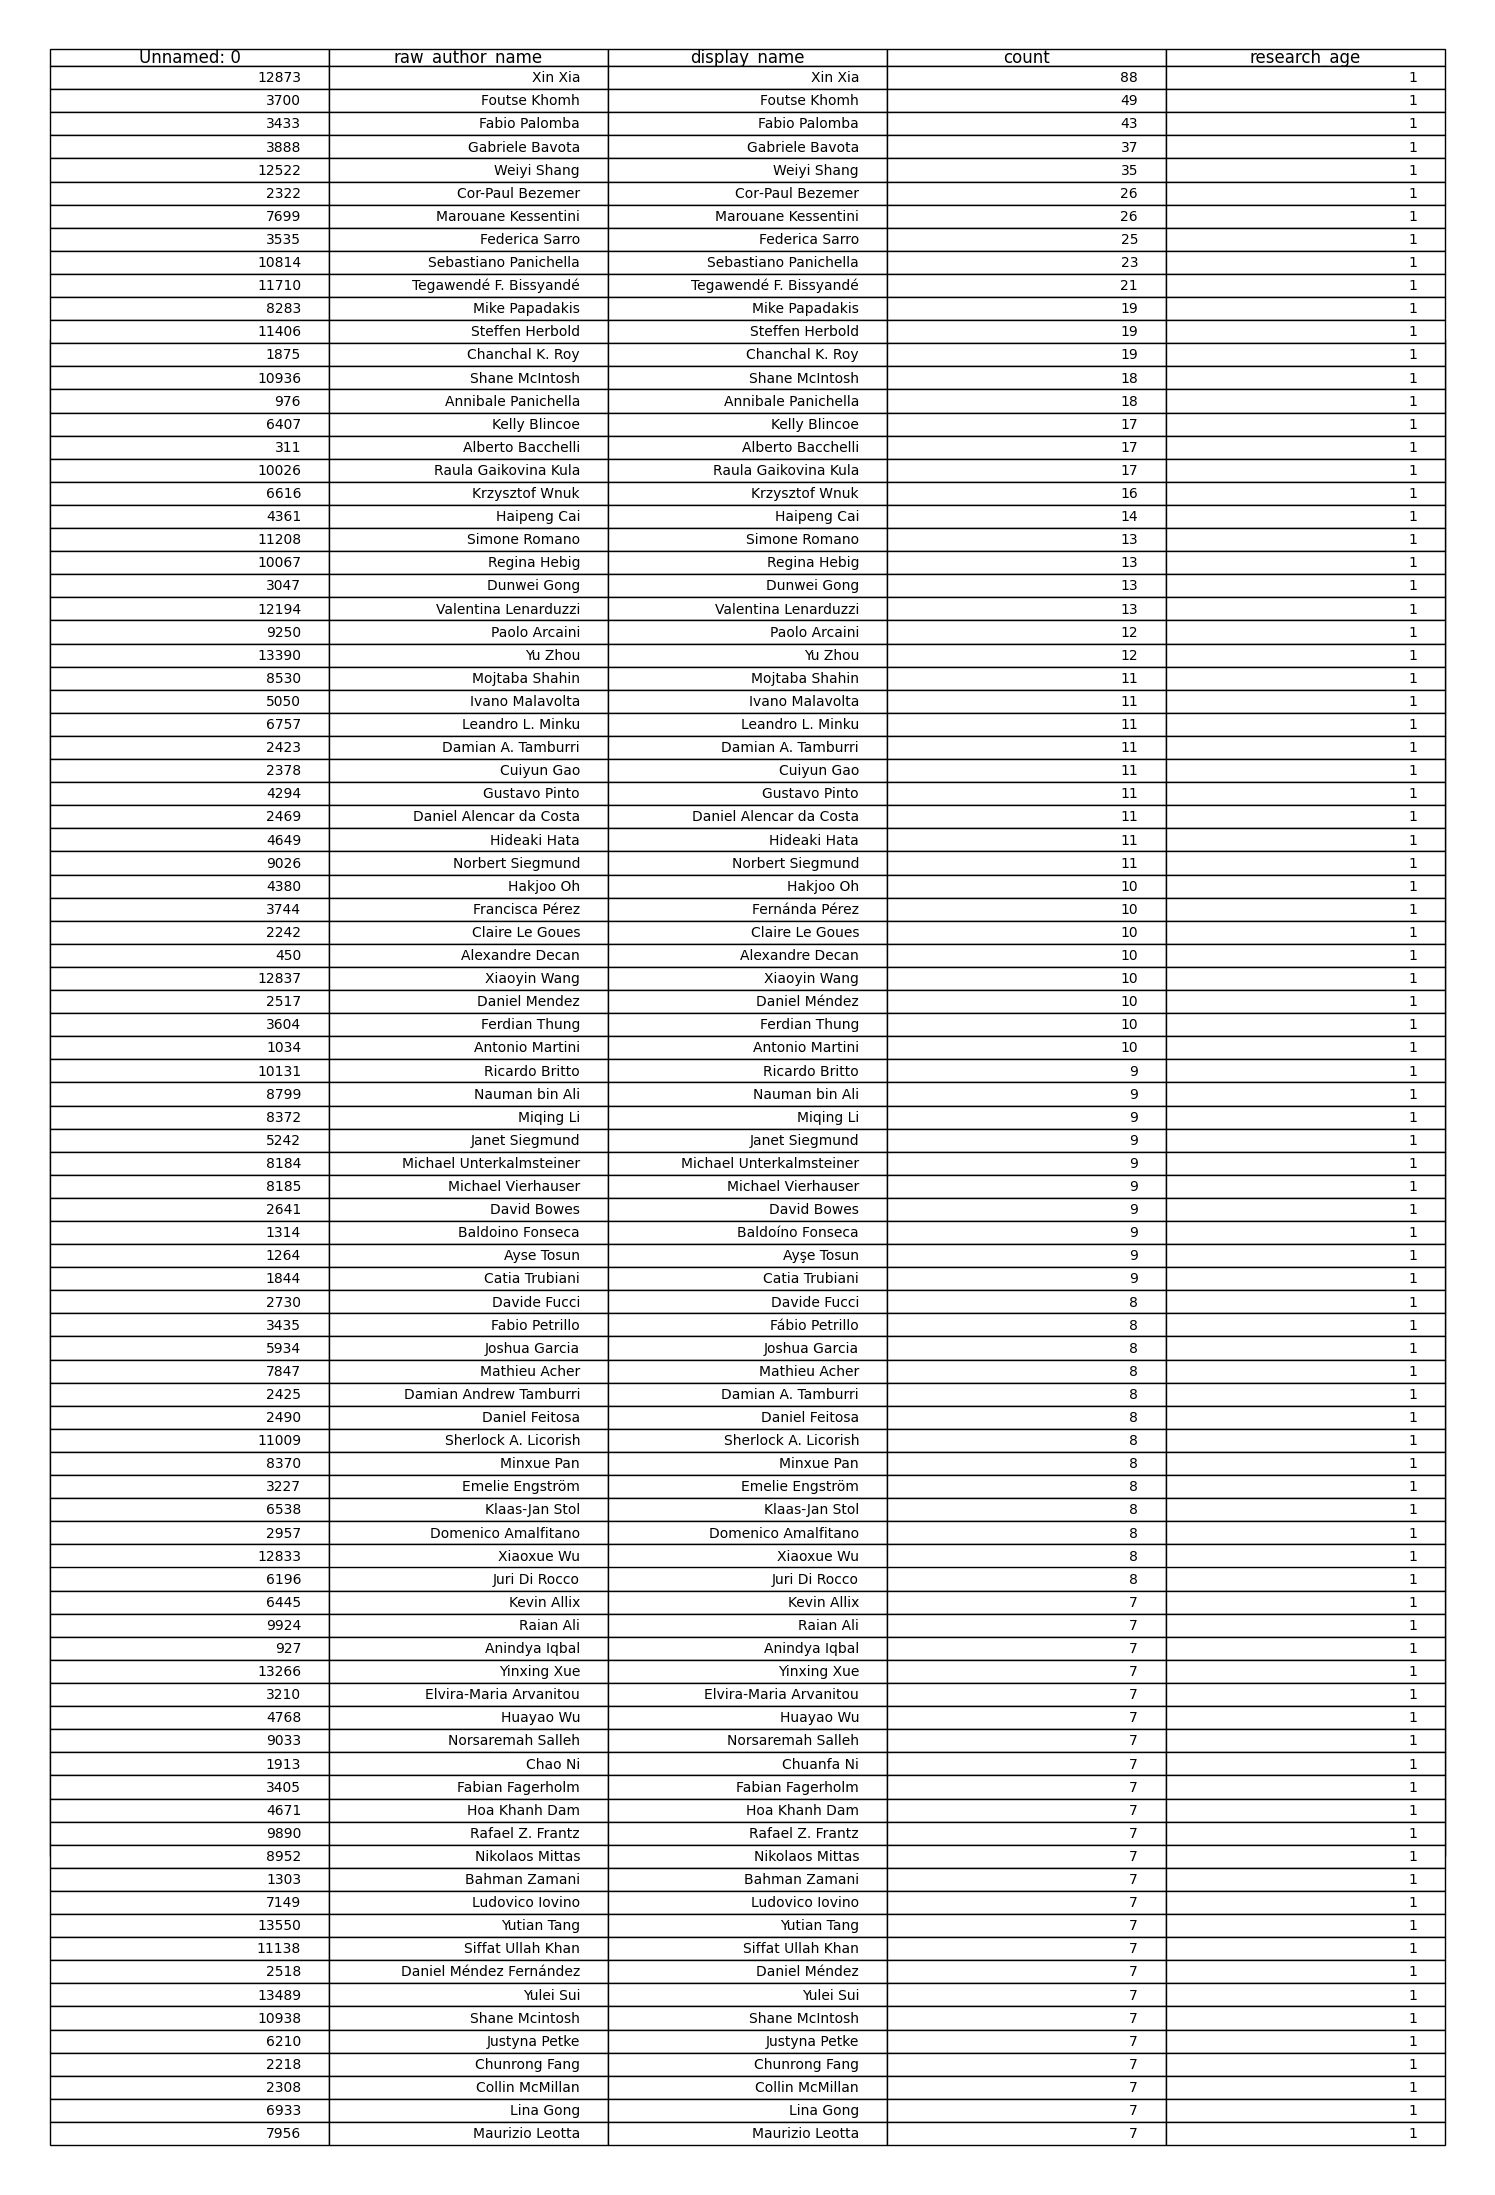 Unnamed: 0 raw_author_name display_name count research_age
12873 Xin Xia Xin Xia 88 1
3700 Foutse Khomh Foutse Khomh 49 1
3433 Fabio Palomba Fabio Palomba 43 1
3888 Gabriele Bavota Gabriele Bavota 37 1
12522 Weiyi Shang Weiyi Shang 35 1
2322 Cor-Paul Bezemer Cor-Paul Bezemer 26 1
7699 Marouane Kessentini Marouane Kessentini 26 1
3535 Federica Sarro Federica Sarro 25 1
10814 Sebastiano Panichella Sebastiano Panichella 23 1
11710 Tegawendé F. Bissyandé Tegawendé F. Bissyandé 21 1
8283 Mike Papadakis Mike Papadakis 19 1
11406 Steffen Herbold Steffen Herbold 19 1
1875 Chanchal K. Roy Chanchal K. Roy 19 1
10936 Shane McIntosh Shane McIntosh 18 1
976 Annibale Panichella Annibale Panichella 18 1
6407 Kelly Blincoe Kelly Blincoe 17 1
311 Alberto Bacchelli Alberto Bacchelli 17 1
10026 Raula Gaikovina Kula Raula Gaikovina Kula 17 1
6616 Krzysztof Wnuk Krzysztof Wnuk 16 1
4361 Haipeng Cai Haipeng Cai 14 1
11208 Simone Romano Simone Romano 13 1
10067 Regina Hebig Regina Hebig 13 1
3047 Dunwei Gong Dunwei Gong 13 1
12194 Valentina Lenarduzzi Valentina Lenarduzzi 13 1
9250 Paolo Arcaini Paolo Arcaini 12 1
13390 Yu Zhou Yu Zhou 12 1
8530 Mojtaba Shahin Mojtaba Shahin 11 1
5050 Ivano Malavolta Ivano Malavolta 11 1
6757 Leandro L. Minku Leandro L. Minku 11 1
2423 Damian A. Tamburri Damian A. Tamburri 11 1
2378 Cuiyun Gao Cuiyun Gao 11 1
4294 Gustavo Pinto Gustavo Pinto 11 1
2469 Daniel Alencar da Costa Daniel Alencar da Costa 11 1
4649 Hideaki Hata Hideaki Hata 11 1
9026 Norbert Siegmund Norbert Siegmund 11 1
4380 Hakjoo Oh Hakjoo Oh 10 1
3744 Francisca Pérez Fernánda Pérez 10 1
2242 Claire Le Goues Claire Le Goues 10 1
450 Alexandre Decan Alexandre Decan 10 1
12837 Xiaoyin Wang Xiaoyin Wang 10 1
2517 Daniel Mendez Daniel Méndez 10 1
3604 Ferdian Thung Ferdian Thung 10 1
1034 Antonio Martini Antonio Martini 10 1
10131 Ricardo Britto Ricardo Britto 9 1
8799 Nauman bin Ali Nauman bin Ali 9 1
8372 Miqing Li Miqing Li 9 1
5242 Janet Siegmund Janet Siegmund 9 1
8184 Michael Unterkalmsteiner Michael Unterkalmsteiner 9 1
8185 Michael Vierhauser Michael Vierhauser 9 1
2641 David Bowes David Bowes 9 1
1314 Baldoino Fonseca Baldoíno Fonseca 9 1
1264 Ayse Tosun Ayşe Tosun 9 1
1844 Catia Trubiani Catia Trubiani 9 1
2730 Davide Fucci Davide Fucci 8 1
3435 Fabio Petrillo Fábio Petrillo 8 1
5934 Joshua Garcia Joshua Garcia 8 1
7847 Mathieu Acher Mathieu Acher 8 1
2425 Damian Andrew Tamburri Damian A. Tamburri 8 1
2490 Daniel Feitosa Daniel Feitosa 8 1
11009 Sherlock A. Licorish Sherlock A. Licorish 8 1
8370 Minxue Pan Minxue Pan 8 1
3227 Emelie Engström Emelie Engström 8 1
6538 Klaas-Jan Stol Klaas-Jan Stol 8 1
2957 Domenico Amalfitano Domenico Amalfitano 8 1
12833 Xiaoxue Wu Xiaoxue Wu 8 1
6196 Juri Di Rocco Juri Di Rocco 8 1
6445 Kevin Allix Kevin Allix 7 1
9924 Raian Ali Raian Ali 7 1
927 Anindya Iqbal Anindya Iqbal 7 1
13266 Yinxing Xue Yinxing Xue 7 1
3210 Elvira-Maria Arvanitou Elvira-Maria Arvanitou 7 1
4768 Huayao Wu Huayao Wu 7 1
9033 Norsaremah Salleh Norsaremah Salleh 7 1
1913 Chao Ni Chuanfa Ni 7 1
3405 Fabian Fagerholm Fabian Fagerholm 7 1
4671 Hoa Khanh Dam Hoa Khanh Dam 7 1
9890 Rafael Z. Frantz Rafael Z. Frantz 7 1
8952 Nikolaos Mittas Nikolaos Mittas 7 1
1303 Bahman Zamani Bahman Zamani 7 1
7149 Ludovico Iovino Ludovico Iovino 7 1
13550 Yutian Tang Yutian Tang 7 1
11138 Siffat Ullah Khan Siffat Ullah Khan 7 1
2518 Daniel Méndez Fernández Daniel Méndez 7 1
13489 Yulei Sui Yulei Sui 7 1
10938 Shane Mcintosh Shane McIntosh 7 1
6210 Justyna Petke Justyna Petke 7 1
2218 Chunrong Fang Chunrong Fang 7 1
2308 Collin McMillan Collin McMillan 7 1
6933 Lina Gong Lina Gong 7 1
7956 Maurizio Leotta Maurizio Leotta 7 1